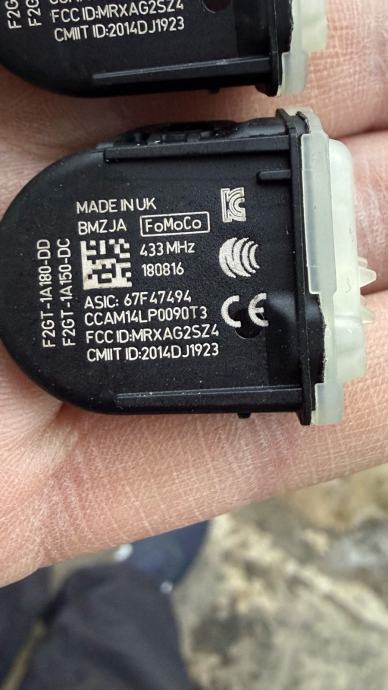 FCC ID:MRXAG2SZ4
CMIIT ID:2014DJ1923
MADE IN UK
BMZJA FoMoCo
433 MHz
180816
ASIC: 67F47494
CCAM14LP0090T3
FCC ID:MRXAG2SZ4
CMIIT ID:2014DJ1923
F2GT-1A180-DD
F2GT-1A150-DC
CE